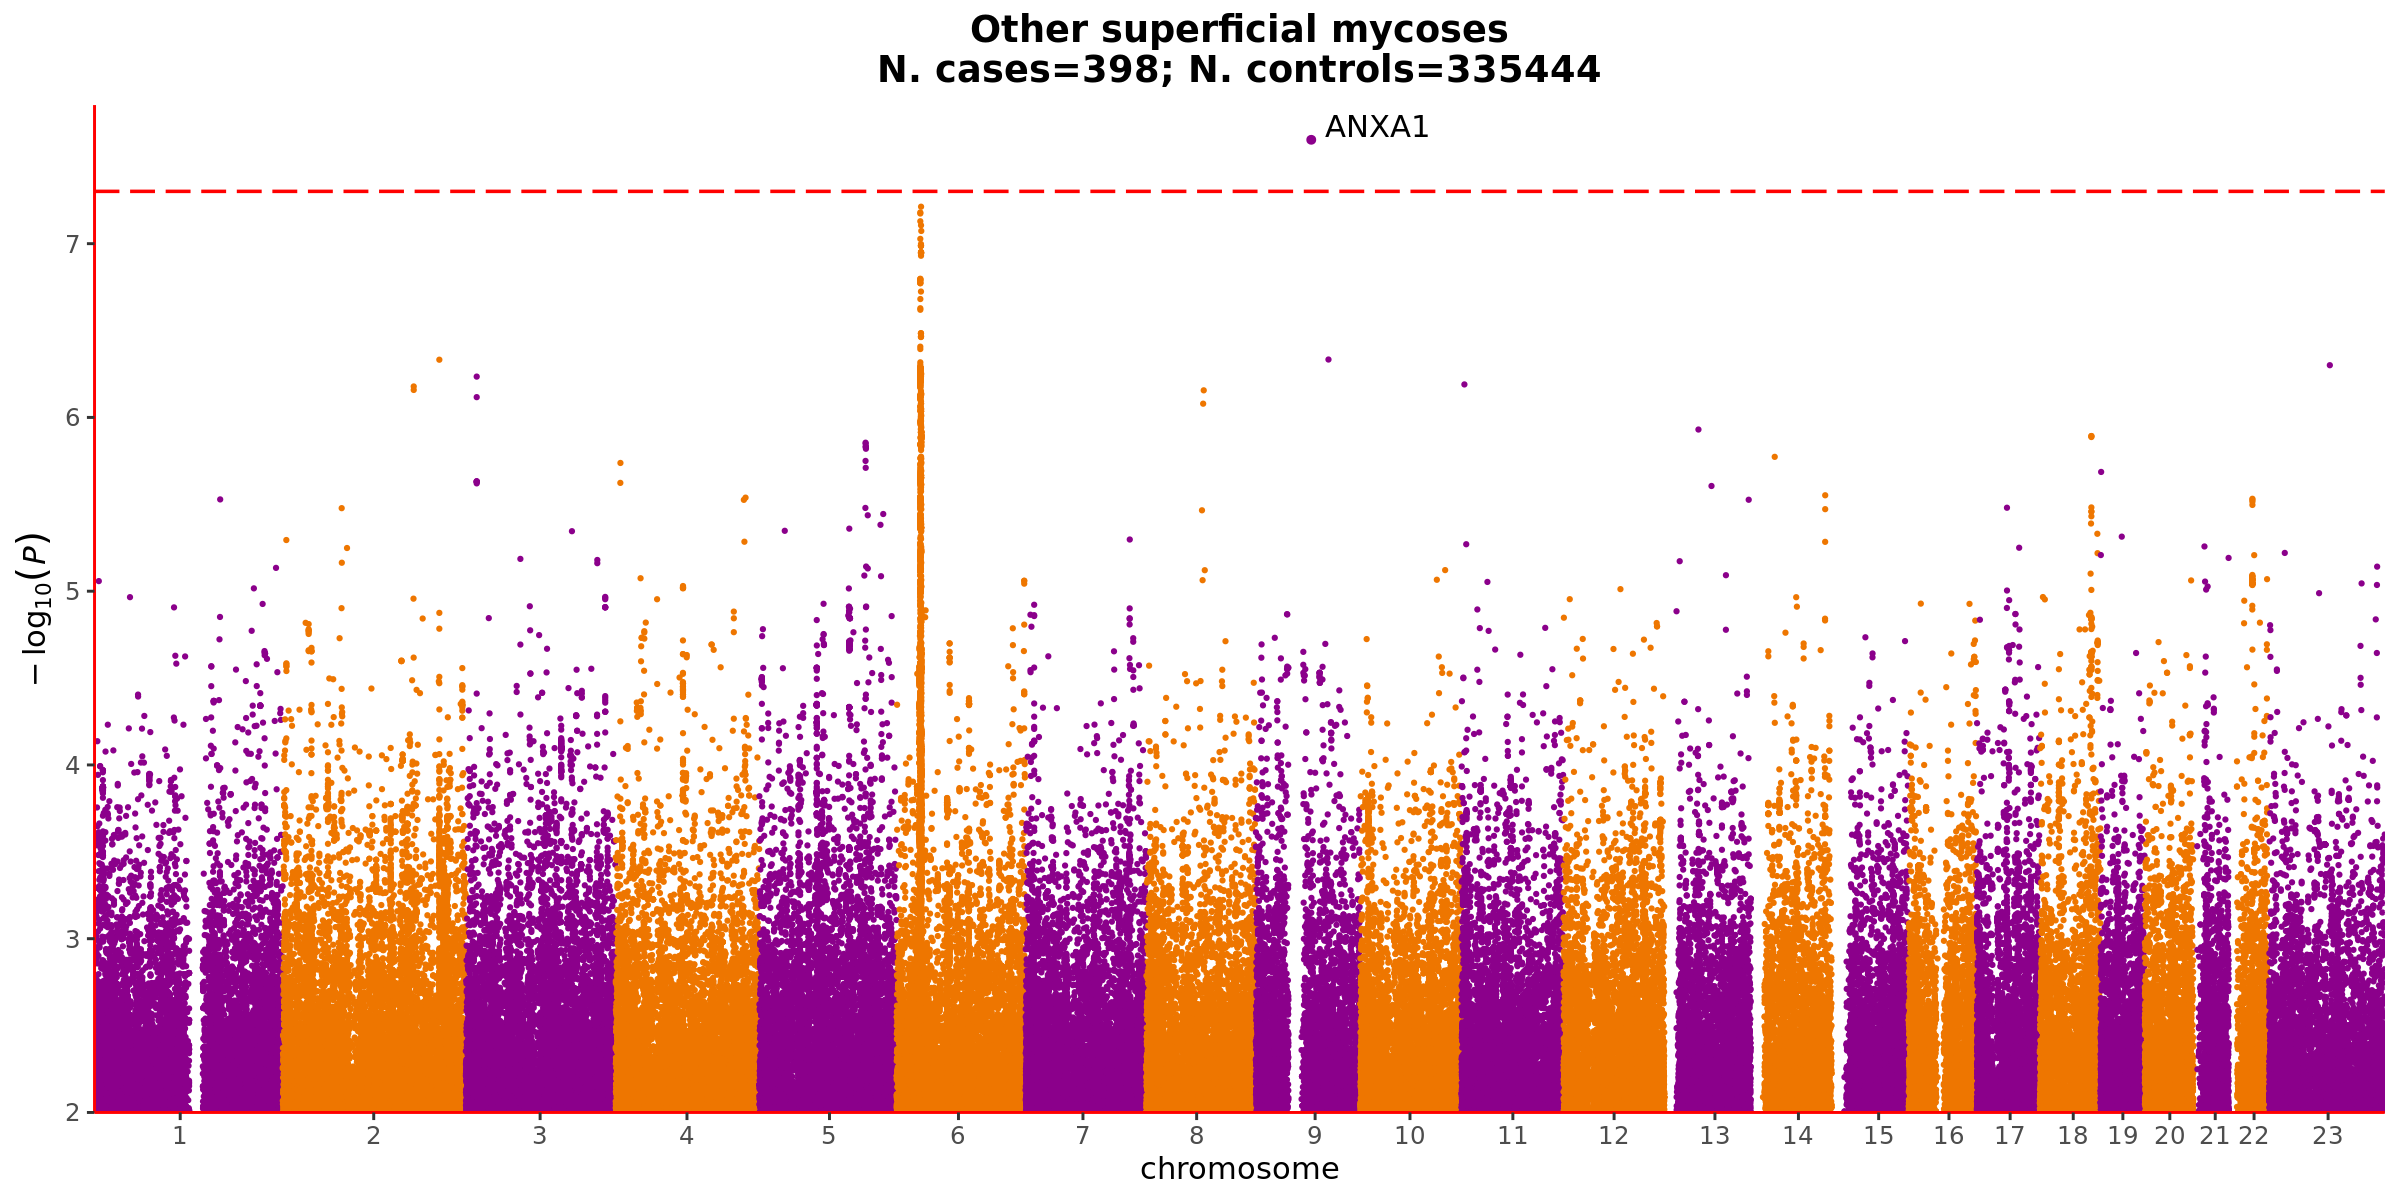 Other superficial mycoses
N. cases=398; N. controls=335444
ANXA1
7
6
5
4
3
2
−log10(P)
1 2 3 4 5 6 7 8 9 10 11 12 13 14 15 16 17 18 19 20 21 22 23
chromosome